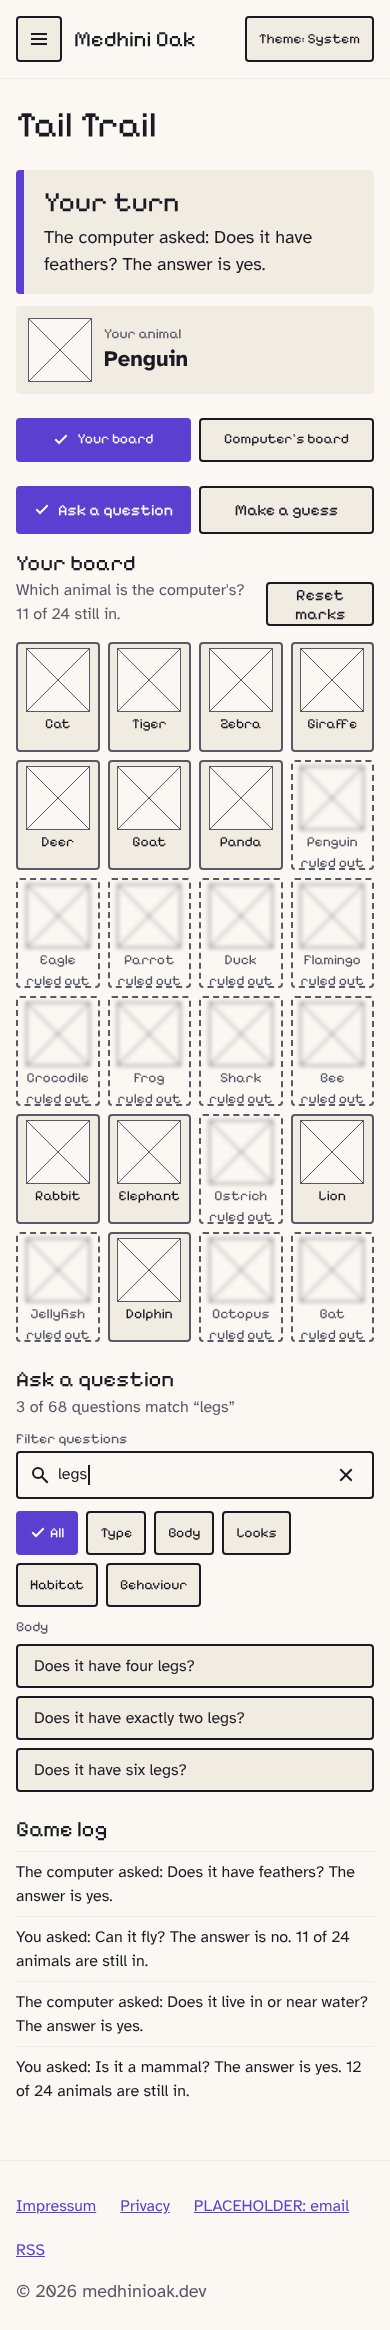 Medhini Oak
Theme: System
Tail Trail
Your turn
The computer asked: Does it have
feathers? The answer is yes.
Your animal
Penguin
Your board
Computer's board
Ask a question
Make a guess
Your board
Which animal is the computer's?
11 of 24 still in.
Reset
marks
Cat
Tiger
Zebra
Giraffe
Deer
Goat
Panda
Penguin
ruled out
Eagle
ruled out
Parrot
ruled out
Duck
ruled out
Flamingo
ruled out
Crocodile
ruled out
Frog
ruled out
Shark
ruled out
Bee
ruled out
Rabbit
Elephant
Ostrich
ruled out
Lion
Jellyfish
ruled out
Dolphin
Octopus
ruled out
Bat
ruled out
Ask a question
3 of 68 questions match “legs”
Filter questions
legs
All
Type
Body
Looks
Habitat
Behaviour
Body
Does it have four legs?
Does it have exactly two legs?
Does it have six legs?
Game log
The computer asked: Does it have feathers? The
answer is yes.
You asked: Can it fly? The answer is no. 11 of 24
animals are still in.
The computer asked: Does it live in or near water?
The answer is yes.
You asked: Is it a mammal? The answer is yes. 12
of 24 animals are still in.
Impressum
Privacy
PLACEHOLDER: email
RSS
© 2026 medhinioak.dev